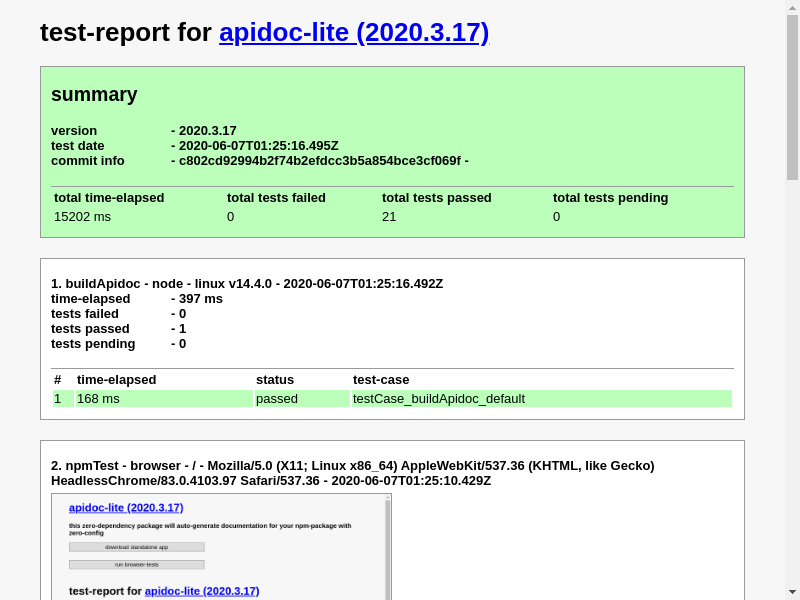 test-report for apidoc-lite (2020.3.17)
summary
version - 2020.3.17
test date - 2020-06-07T01:25:16.495Z
commit info - c802cd92994b2f74b2efdcc3b5a854bce3cf069f -
total time-elapsed total tests failed total tests passed total tests pending
15202 ms 0 21 0
1. buildApidoc - node - linux v14.4.0 - 2020-06-07T01:25:16.492Z
time-elapsed - 397 ms
tests failed - 0
tests passed - 1
tests pending - 0
# time-elapsed status test-case
1 168 ms passed testCase_buildApidoc_default
2. npmTest - browser - / - Mozilla/5.0 (X11; Linux x86_64) AppleWebKit/537.36 (KHTML, like Gecko)
HeadlessChrome/83.0.4103.97 Safari/537.36 - 2020-06-07T01:25:10.429Z
apidoc-lite (2020.3.17)
this zero-dependency package will auto-generate documentation for your npm-package with
zero-config
download standalone app
run browser-tests
test-report for apidoc-lite (2020.3.17)